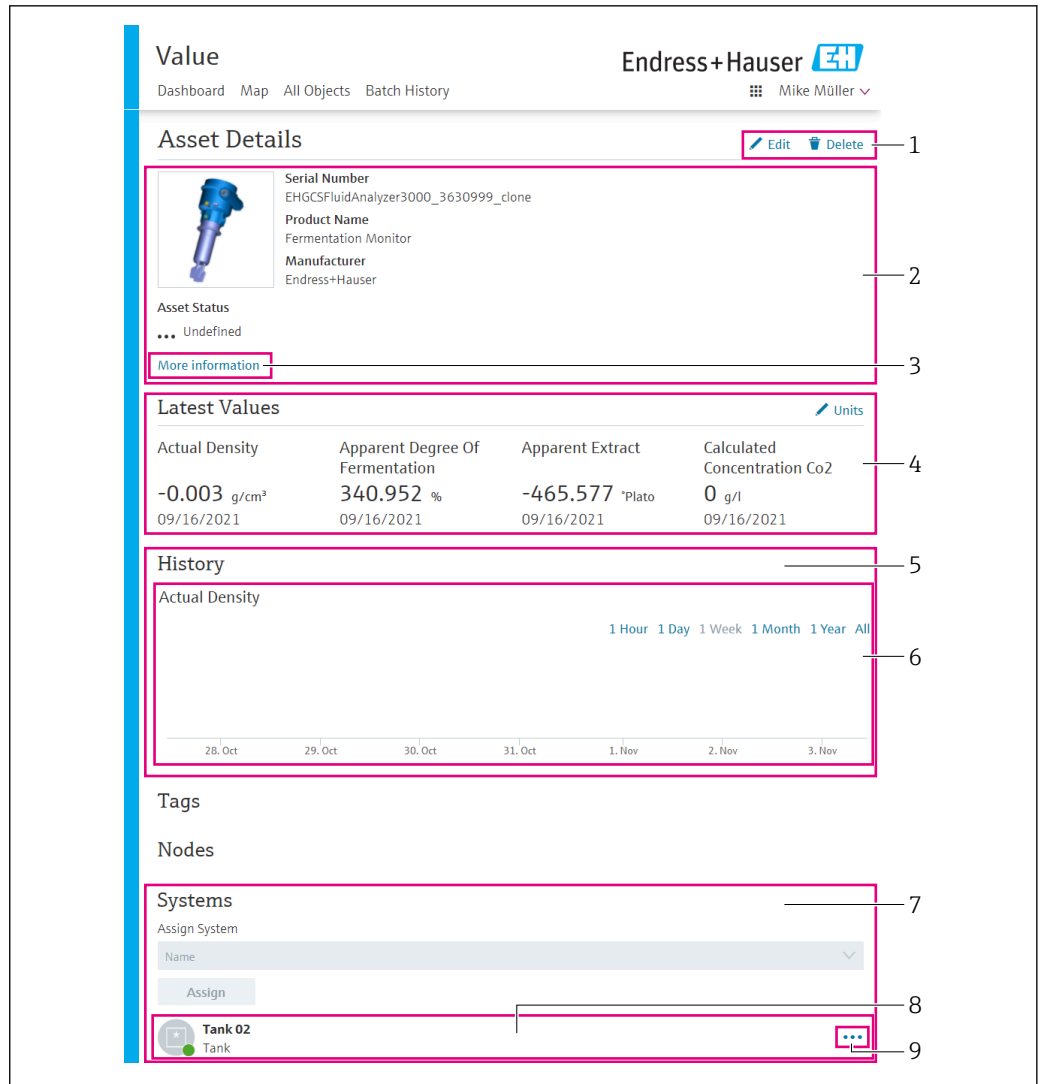 Value
Endress+Hauser EH
Dashboard Map All Objects Batch History
Mike Müller
Asset Details
Edit Delete
1
Serial Number
EHGCSFluidAnalyzer3000_3630999_clone
Product Name
Fermentation Monitor
Manufacturer
Endress+Hauser
2
Asset Status
... Undefined
More information
3
Latest Values
Units
Actual Density
Apparent Degree Of
Fermentation
Apparent Extract
Calculated
Concentration Co2
4
-0.003 g/cm³ 340.952 % -465.577 °Plato 0 g/l
09/16/2021 09/16/2021 09/16/2021 09/16/2021
History
5
Actual Density
1 Hour 1 Day 1 Week 1 Month 1 Year All
6
28. Oct 29. Oct 30. Oct 31. Oct 1. Nov 2. Nov 3. Nov
Tags
Nodes
Systems
7
Assign System
Name
Assign
8
Tank 02
Tank
...
9